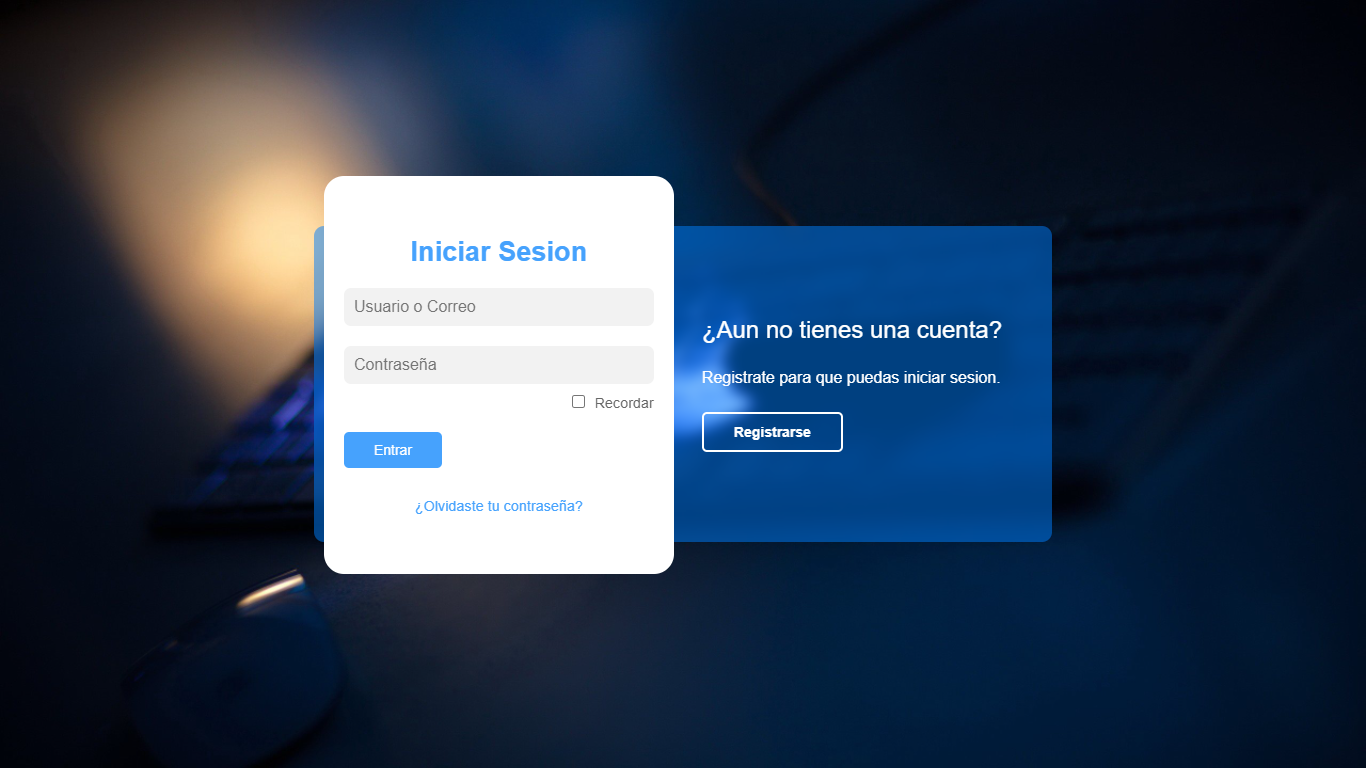 Iniciar Sesion
Usuario o Correo
Contraseña
Recordar
Entrar
¿Olvidaste tu contraseña?
¿Aun no tienes una cuenta?
Registrate para que puedas iniciar sesion.
Registrarse